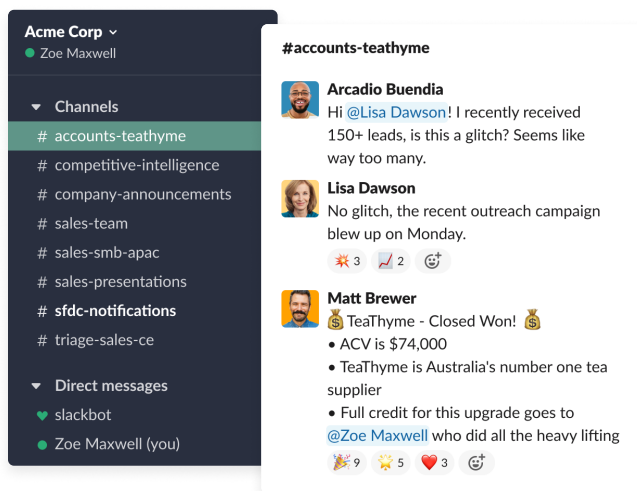 Acme Corp
Zoe Maxwell
Channels
# accounts-teathyme
# competitive-intelligence
# company-announcements
# sales-team
# sales-smb-apac
# sales-presentations
# sfdc-notifications
# triage-sales-ce
Direct messages
slackbot
Zoe Maxwell (you)
#accounts-teathyme
Arcadio Buendia
Hi @Lisa Dawson! I recently received
150+ leads, is this a glitch? Seems like
way too many.
Lisa Dawson
No glitch, the recent outreach campaign
blew up on Monday.
💥 3 📈 2
Matt Brewer
💰TeaThyme - Closed Won! 💰
• ACV is $74,000
• TeaThyme is Australia's number one tea
supplier
• Full credit for this upgrade goes to
@Zoe Maxwell who did all the heavy lifting
🎉 9 🌟 5 ❤️ 3